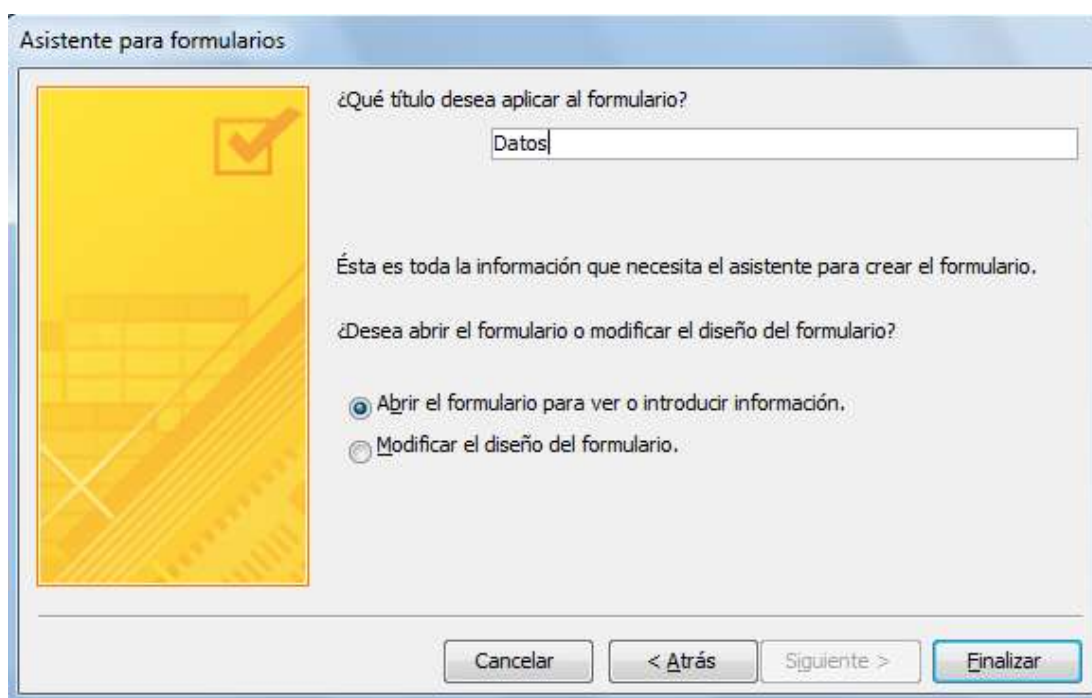 Asistente para formularios
¿Qué título desea aplicar al formulario?
Datos
Ésta es toda la información que necesita el asistente para crear el formulario.
¿Desea abrir el formulario o modificar el diseño del formulario?
Abrir el formulario para ver o introducir información.
Modificar el diseño del formulario.
Cancelar < Atrás Siguiente > Finalizar